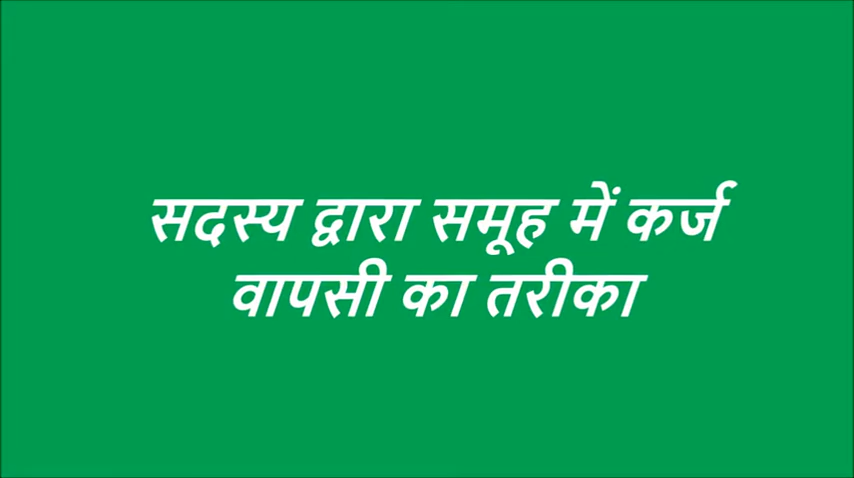 सदस्य द्वारा समूह में कर्ज
वापसी का तरीका